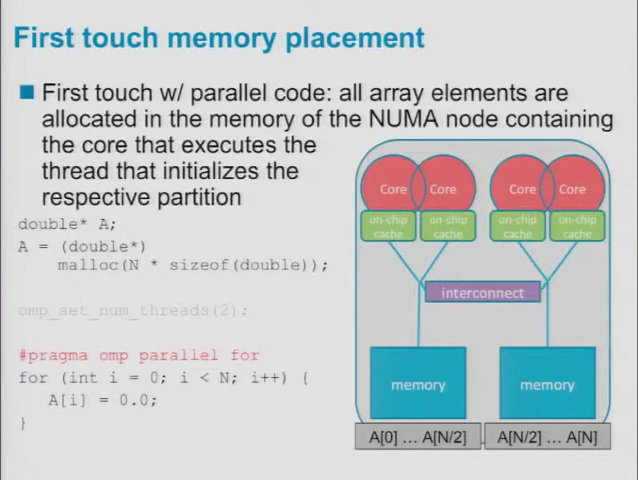 First touch memory placement
First touch w/ parallel code: all array elements are
allocated in the memory of the NUMA node containing
the core that executes the
thread that initializes the
respective partition
double* A;
A = (double*)
malloc(N * sizeof(double));
omp_set_num_threads(2);
#pragma omp parallel for
for (int i = 0; i < N; i++) {
A[i] = 0.0;
}
Core Core Core Core
on-chip on-chip on-chip on-chip
cache cache cache cache
interconnect
memory memory
A[0] … A[N/2] A[N/2] … A[N]